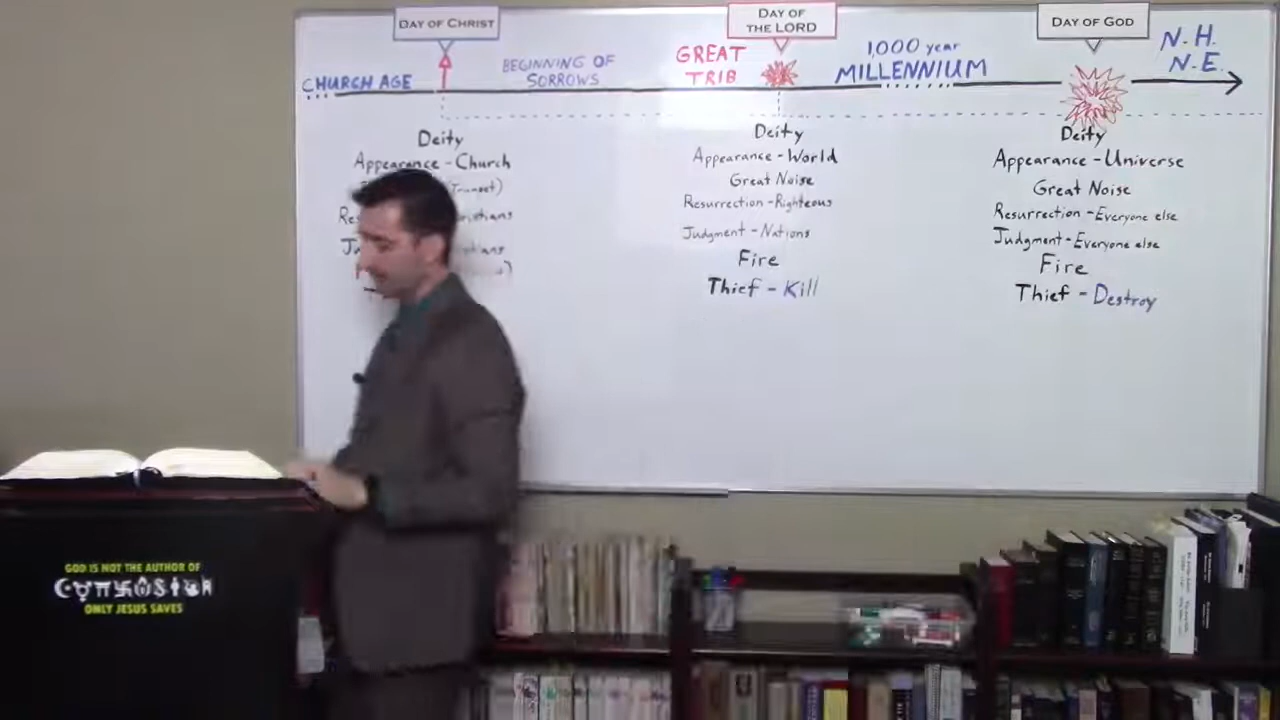 DAY OF CHRIST
DAY OF
THE LORD
DAY OF GOD
CHURCH AGE
BEGINNING OF
SORROWS
GREAT
TRIB
1,000 year
MILLENNIUM
N.H.
N.E.
Deity
Appearance - Church
(Trumpet)
Deity
Appearance - World
Great Noise
Resurrection - Righteous
Judgment - Nations
Fire
Thief - Kill
Deity
Appearance - Universe
Great Noise
Resurrection - Everyone else
Judgment - Everyone else
Fire
Thief - Destroy
GOD IS NOT THE AUTHOR OF
ONLY JESUS SAVES